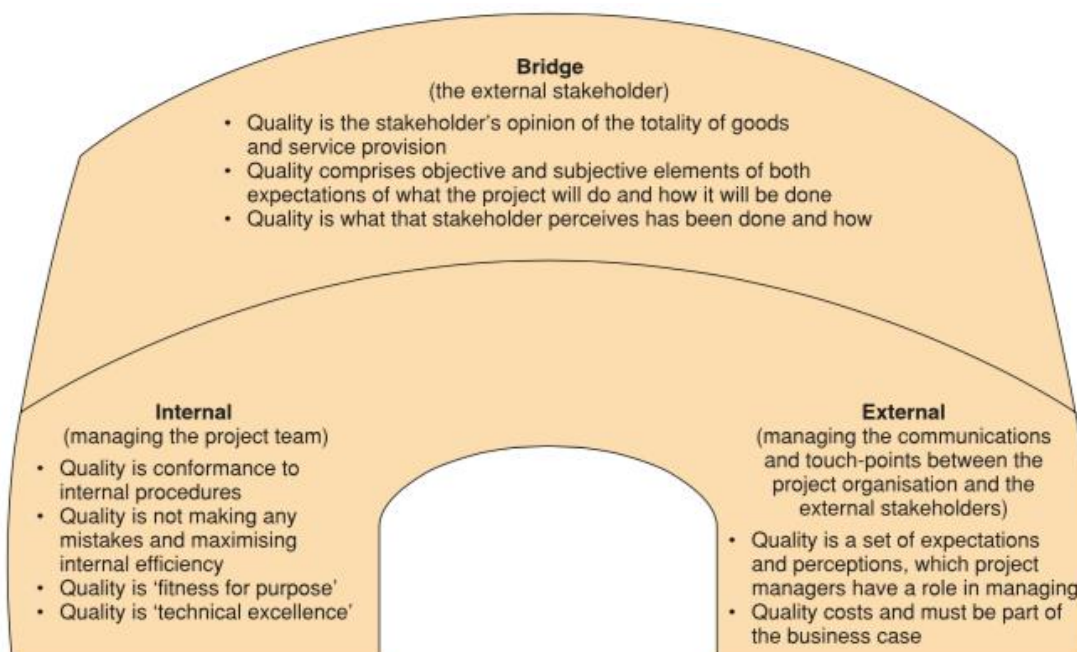 Bridge
(the external stakeholder)
• Quality is the stakeholder's opinion of the totality of goods
and service provision
• Quality comprises objective and subjective elements of both
expectations of what the project will do and how it will be done
• Quality is what that stakeholder perceives has been done and how
Internal
(managing the project team)
• Quality is conformance to
internal procedures
• Quality is not making any
mistakes and maximising
internal efficiency
• Quality is ‘fitness for purpose’
• Quality is ‘technical excellence’
External
(managing the communications
and touch-points between the
project organisation and the
external stakeholders)
• Quality is a set of expectations
and perceptions, which project
managers have a role in managing
• Quality costs and must be part of
the business case